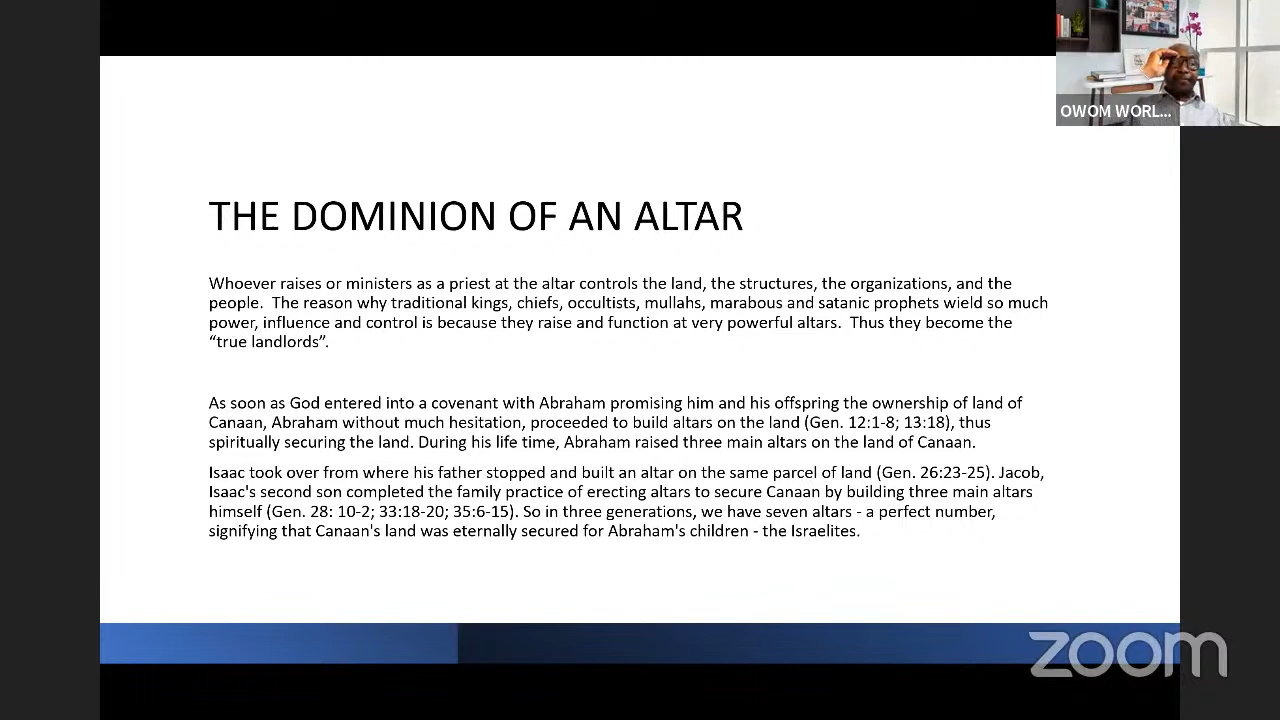 OWOM WORL...
THE DOMINION OF AN ALTAR
Whoever raises or ministers as a priest at the altar controls the land, the structures, the organizations, and the
people.  The reason why traditional kings, chiefs, occultists, mullahs, marabous and satanic prophets wield so much
power, influence and control is because they raise and function at very powerful altars.  Thus they become the
“true landlords”.
As soon as God entered into a covenant with Abraham promising him and his offspring the ownership of land of
Canaan, Abraham without much hesitation, proceeded to build altars on the land (Gen. 12:1-8; 13:18), thus
spiritually securing the land. During his life time, Abraham raised three main altars on the land of Canaan.
Isaac took over from where his father stopped and built an altar on the same parcel of land (Gen. 26:23-25). Jacob,
Isaac's second son completed the family practice of erecting altars to secure Canaan by building three main altars
himself (Gen. 28: 10-2; 33:18-20; 35:6-15). So in three generations, we have seven altars - a perfect number,
signifying that Canaan's land was eternally secured for Abraham's children - the Israelites.
zoom